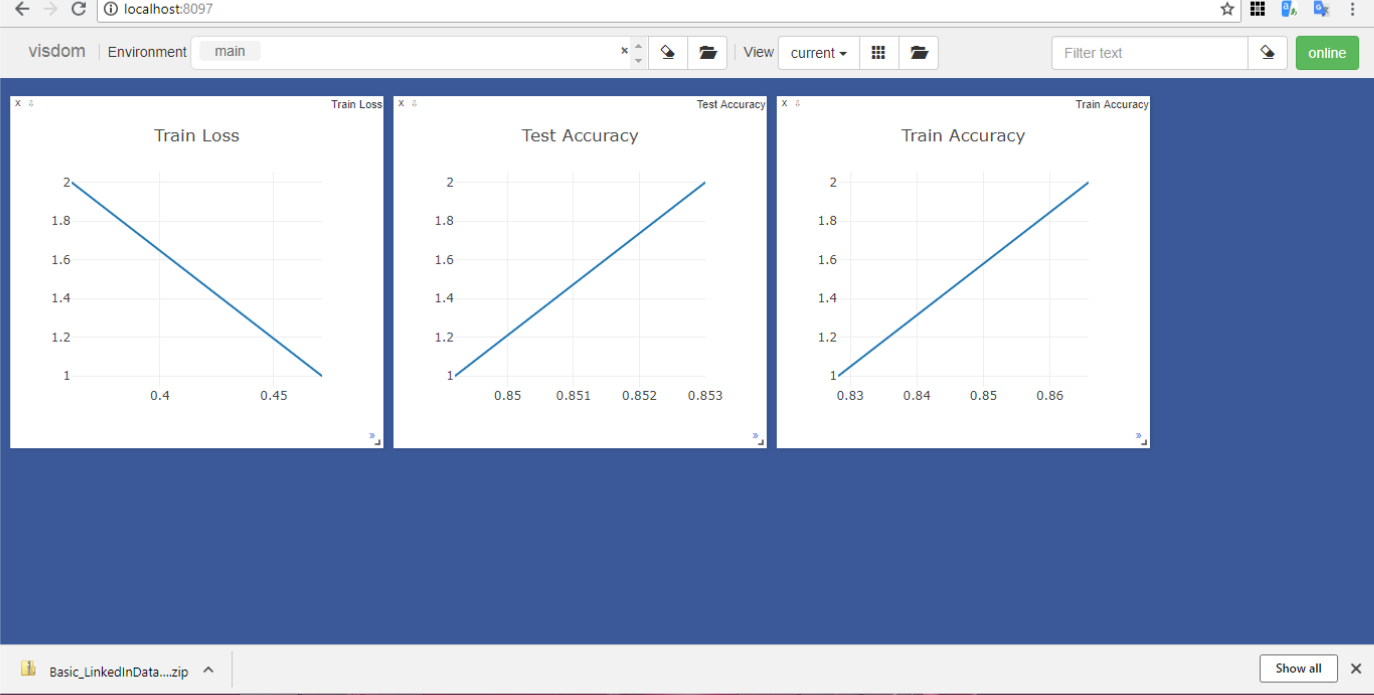 localhost:8097
visdom Environment main x View current Filter text online
X Train Loss
Train Loss
2
1.8
1.6
1.4
1.2
1
0.4 0.45
»
X Test Accuracy
Test Accuracy
2
1.8
1.6
1.4
1.2
1
0.85 0.851 0.852 0.853
»
X Train Accuracy
Train Accuracy
2
1.8
1.6
1.4
1.2
1
0.83 0.84 0.85 0.86
»
Basic_LinkedInData....zip Show all